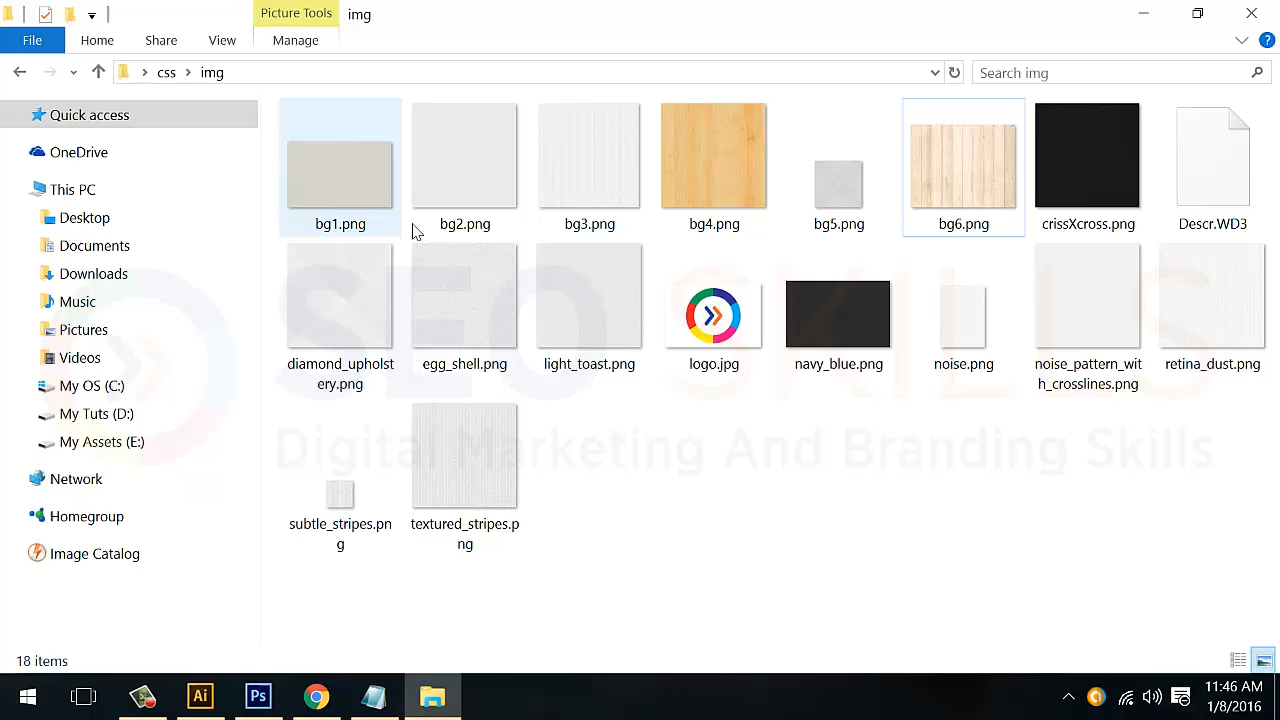 Picture Tools
img
File
Home
Share
View
Manage
css
img
Search img
Quick access
OneDrive
This PC
Desktop
Documents
Downloads
Music
Pictures
Videos
My OS (C:)
My Tuts (D:)
My Assets (E:)
Network
Homegroup
Image Catalog
bg1.png
bg2.png
bg3.png
bg4.png
bg5.png
bg6.png
crissXcross.png
Descr.WD3
diamond_upholst
ery.png
egg_shell.png
light_toast.png
logo.jpg
navy_blue.png
noise.png
noise_pattern_wit
h_crosslines.png
retina_dust.png
subtle_stripes.pn
g
textured_stripes.p
ng
SEO SKILLS
Digital Marketing And Branding Skills
18 items
Ai
Ps
11:46 AM
1/8/2016